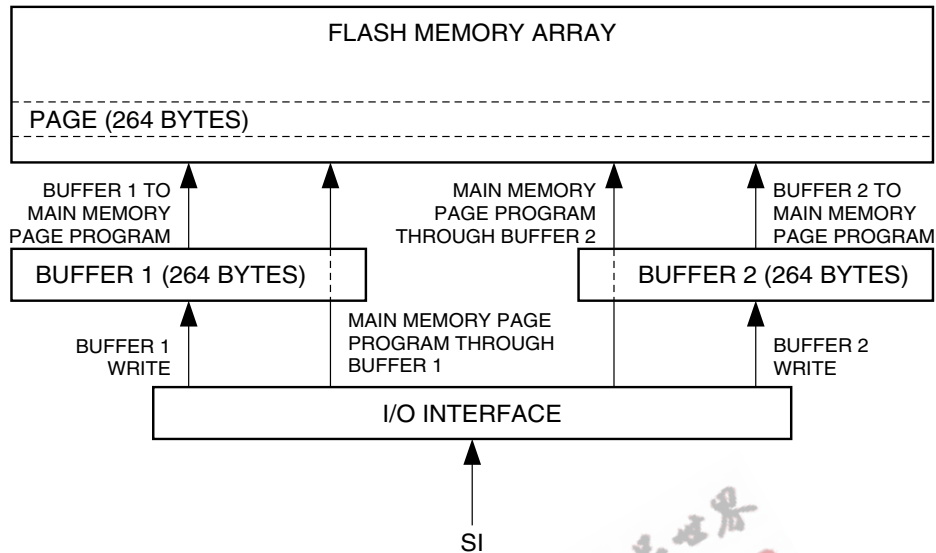 FLASH MEMORY ARRAY
PAGE (264 BYTES)
BUFFER 1 TO
MAIN MEMORY
PAGE PROGRAM
MAIN MEMORY
PAGE PROGRAM
THROUGH BUFFER 2
BUFFER 2 TO
MAIN MEMORY
PAGE PROGRAM
BUFFER 1 (264 BYTES)
BUFFER 2 (264 BYTES)
BUFFER 1
WRITE
MAIN MEMORY PAGE
PROGRAM THROUGH
BUFFER 1
BUFFER 2
WRITE
I/O INTERFACE
SI